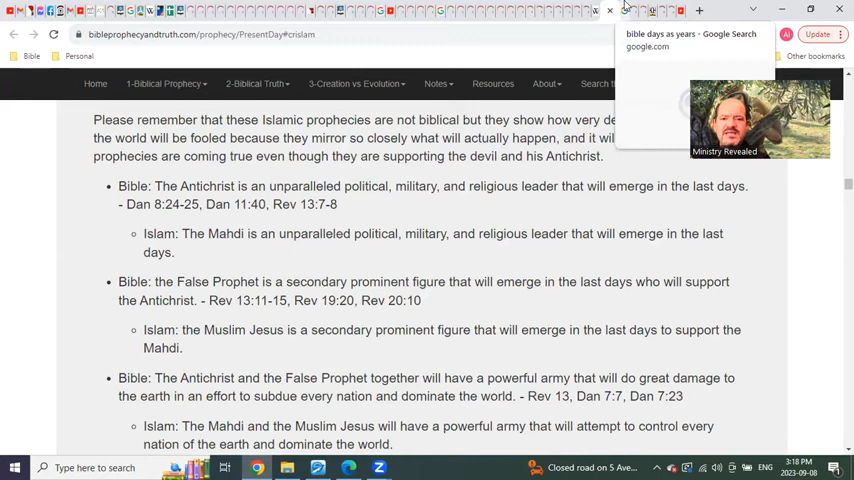 bibleprophecyandtruth.com/prophecy/PresentDay#crislam
Update
bible days as years - Google Search
google.com
Bible
Personal
Other bookmarks
Home 1-Biblical Prophecy 2-Biblical Truth 3-Creation vs Evolution Notes Resources About Search th
Please remember that these Islamic prophecies are not biblical but they show how very de
the world will be fooled because they mirror so closely what will actually happen, and it wil
prophecies are coming true even though they are supporting the devil and his Antichrist.
Ministry Revealed
• Bible: The Antichrist is an unparalleled political, military, and religious leader that will emerge in the last days.
- Dan 8:24-25, Dan 11:40, Rev 13:7-8
Islam: The Mahdi is an unparalleled political, military, and religious leader that will emerge in the last
days.
• Bible: the False Prophet is a secondary prominent figure that will emerge in the last days who will support
the Antichrist. - Rev 13:11-15, Rev 19:20, Rev 20:10
Islam: the Muslim Jesus is a secondary prominent figure that will emerge in the last days to support the
Mahdi.
• Bible: The Antichrist and the False Prophet together will have a powerful army that will do great damage to
the earth in an effort to subdue every nation and dominate the world. - Rev 13, Dan 7:7, Dan 7:23
Islam: The Mahdi and the Muslim Jesus will have a powerful army that will attempt to control every
nation of the earth and dominate the world.
Type here to search
Closed road on 5 Ave...
ENG
3:18 PM
2023-09-08